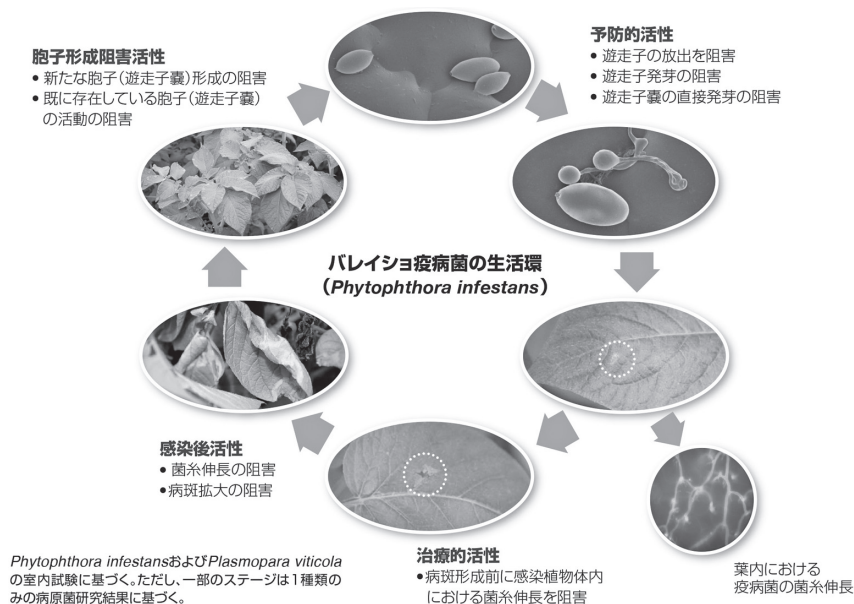 胞子形成阻害活性
● 新たな胞子（遊走子嚢）形成の阻害
● 既に存在している胞子（遊走子嚢）
の活動の阻害
予防的活性
● 遊走子の放出を阻害
● 遊走子発芽の阻害
● 遊走子嚢の直接発芽の阻害
バレイショ疫病菌の生活環
（Phytophthora infestans）
感染後活性
● 菌糸伸長の阻害
●病斑拡大の阻害
治療的活性
●病斑形成前に感染植物体内
における菌糸伸長を阻害
葉内における
疫病菌の菌糸伸長
Phytophthora infestansおよびPlasmopara viticola
の室内試験に基づく。ただし、一部のステージは1種類の
みの病原菌研究結果に基づく。